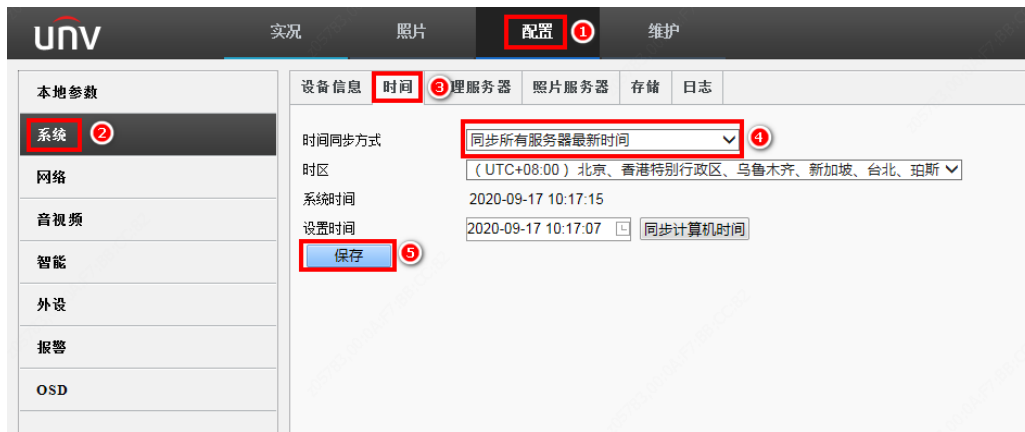 unv 实况 照片 配置 1 维护
本地参数
系统 2
网络
音视频
智能
外设
报警
OSD
设备信息 时间 3 理服务器 照片服务器 存储 日志
时间同步方式 同步所有服务器最新时间 4
时区 (UTC+08:00) 北京、香港特别行政区、乌鲁木齐、新加坡、台北、珀斯
系统时间 2020-09-17 10:17:15
设置时间 2020-09-17 10:17:07 同步计算机时间
保存 5